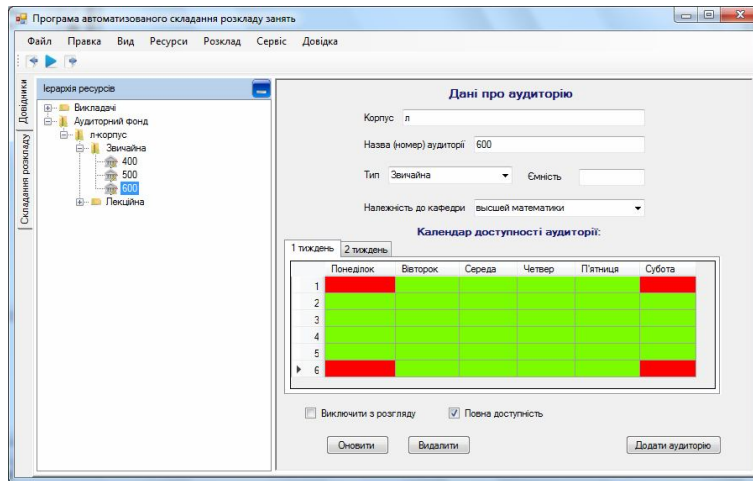 Програма автоматизованого складання розкладу занять
Файл Правка Вид Ресурси Розклад Сервіс Довідка
Довідники
Складання розкладу
Ієрархія ресурсів
Викладачі
Аудиторний фонд
л-корпус
Звичайна
400
500
600
Лекційна
Дані про аудиторію
Корпус л
Назва (номер) аудиторії 600
Тип Звичайна Ємність
Належність до кафедри высшей математики
Календар доступності аудиторії:
1 тиждень 2 тиждень
Понеділок Вівторок Середа Четвер П'ятниця Субота
1
2
3
4
5
6
Виключити з розгляду Повна доступність
Оновити Видалити Додати аудиторію